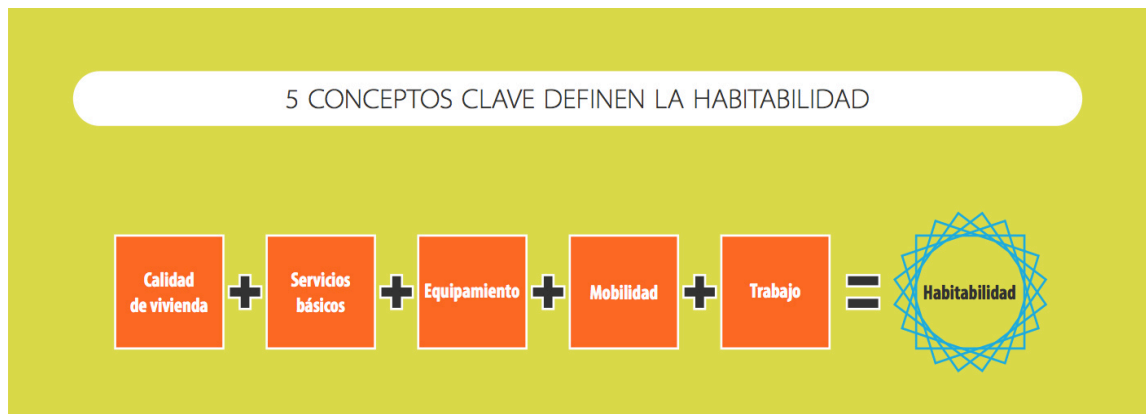 5 CONCEPTOS CLAVE DEFINEN LA HABITABILIDAD
Calidad
de vivienda
+
Servicios
básicos
+
Equipamiento
+
Mobilidad
+
Trabajo
=
Habitabilidad